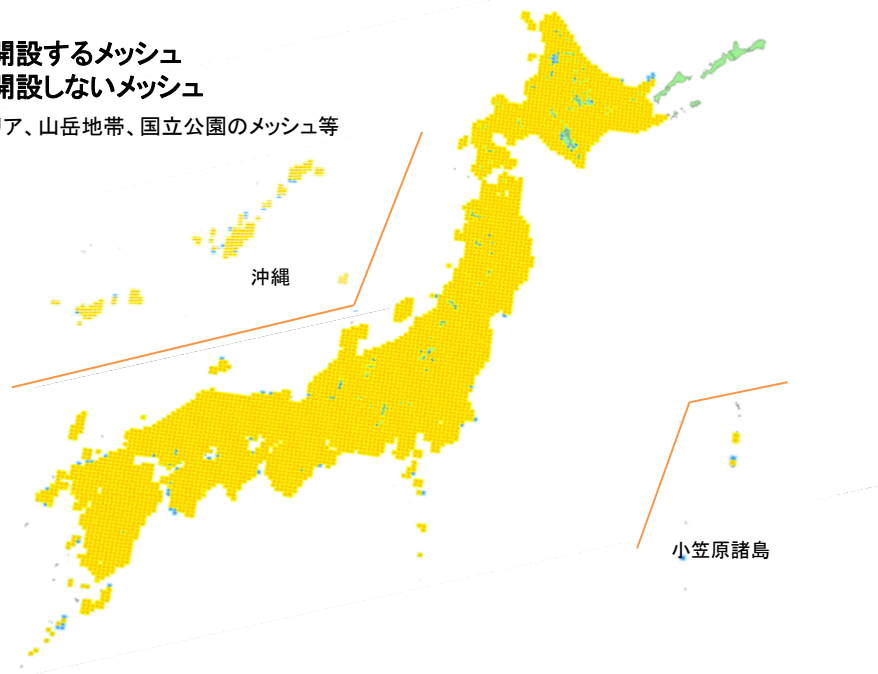 開設するメッシュ
開設しないメッシュ
リア、山岳地帯、国立公園のメッシュ等
沖縄
小笠原諸島